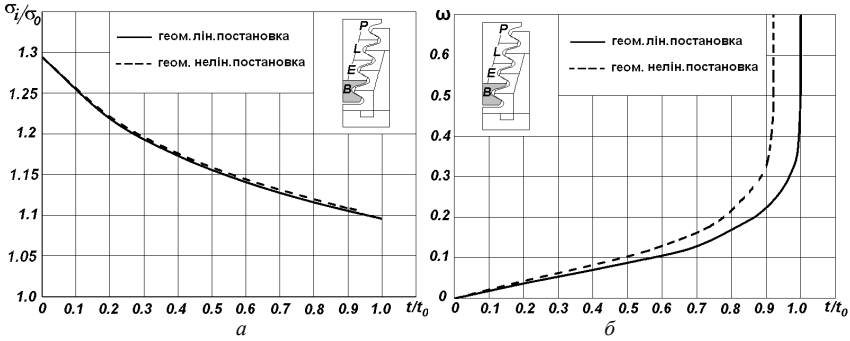 σi/σ0
геом.лін.постановка
геом. нелін.постановка
P
L
E
B
1.3
1.25
1.2
1.15
1.1
1.05
1.0
0 0.1 0.2 0.3 0.4 0.5 0.6 0.7 0.8 0.9 1.0 t/t0
а
ω
геом.лін.постановка
геом. нелін.постановка
P
L
E
B
0.6
0.5
0.4
0.3
0.2
0.1
0
0 0.1 0.2 0.3 0.4 0.5 0.6 0.7 0.8 0.9 1.0 t/t0
б